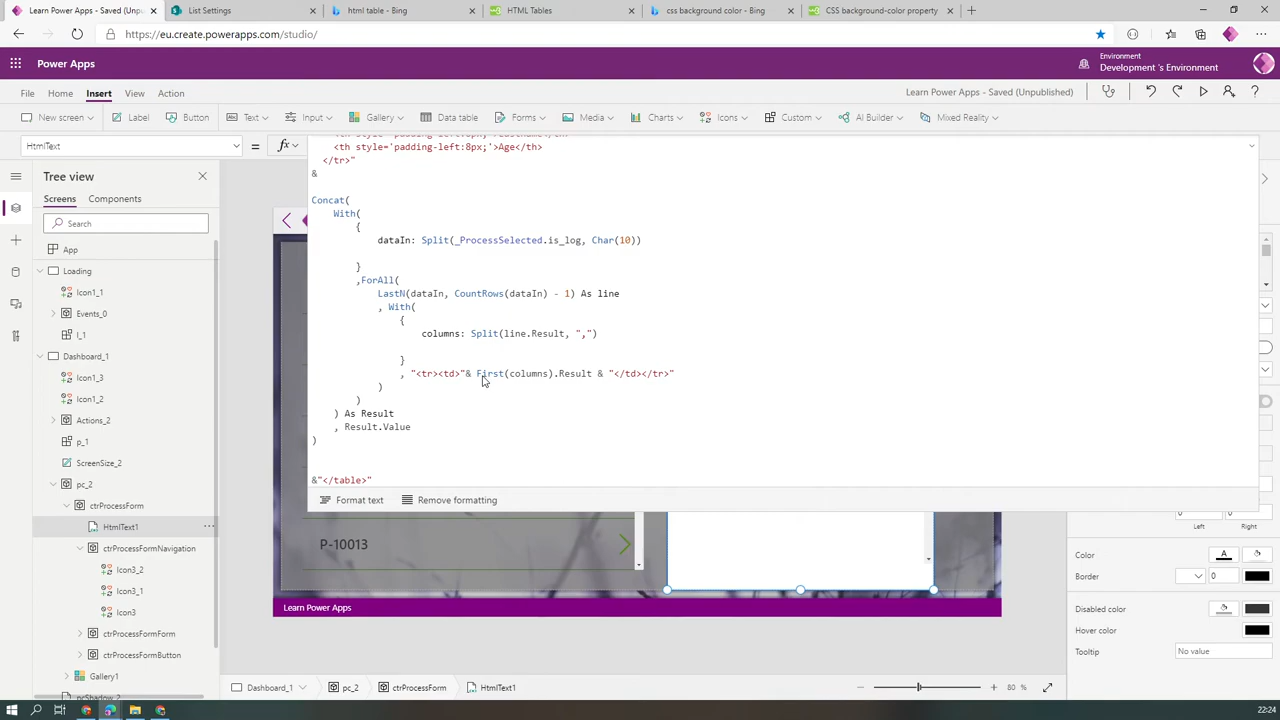 Learn Power Apps - Saved (Unpu
List Settings
html table - Bing
HTML Tables
css background color - Bing
CSS background-color property
https://eu.create.powerapps.com/studio/
Power Apps
Environment
Development 's Environment
File Home Insert View Action
Learn Power Apps - Saved (Unpublished)
New screen Label Button Text Input Gallery Data table Forms Media Charts Icons Custom AI Builder Mixed Reality
HtmlText = fx
<th style='padding-left:8px;'>Age</th>
</tr>"
&
Concat(
With(
{
dataIn: Split(_ProcessSelected.is_log, Char(10))
}
,ForAll(
LastN(dataIn, CountRows(dataIn) - 1) As line
, With(
{
columns: Split(line.Result, ",")
}
, "<tr><td>"& First(columns).Result & "</td></tr>"
)
)
) As Result
, Result.Value
)
&"</table>"
Format text Remove formatting
Tree view
Screens Components
Search
App
Loading
Icon1_1
Events_0
l_1
Dashboard_1
Icon1_3
Icon1_2
Actions_2
p_1
ScreenSize_2
pc_2
ctrProcessForm
HtmlText1
ctrProcessFormNavigation
Icon3_2
Icon3_1
Icon3
ctrProcessFormForm
ctrProcessFormButton
Gallery1
pcShadow_2
P-10013
Learn Power Apps
Left Right
Color
Border 0
Disabled color
Hover color
Tooltip No value
Dashboard_1 pc_2 ctrProcessForm HtmlText1
80 %
22:24